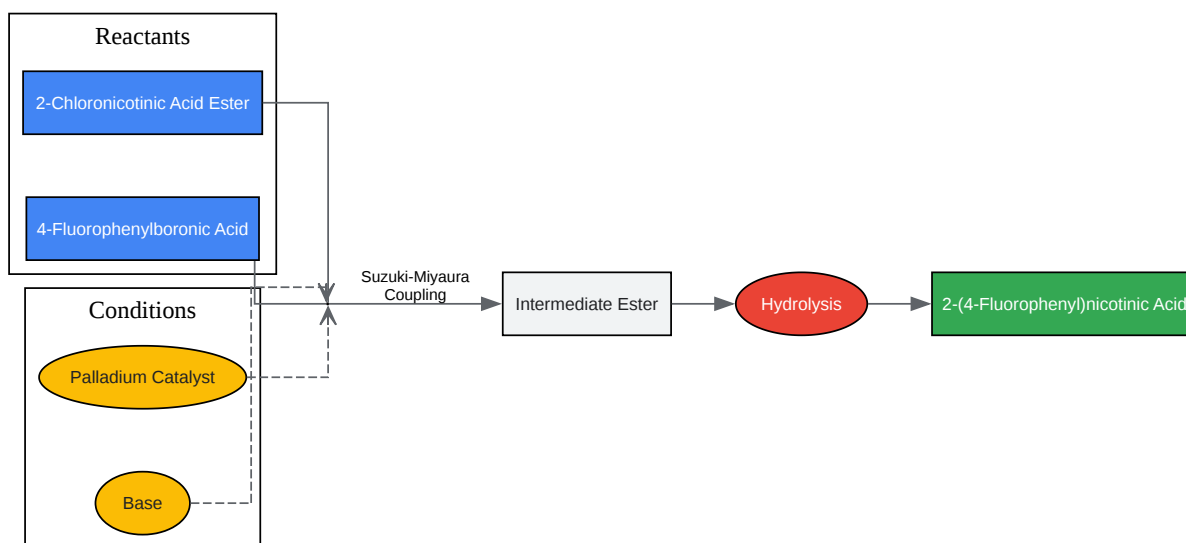 Reactants
2-Chloronicotinic Acid Ester
4-Fluorophenylboronic Acid
Conditions
Palladium Catalyst
Base
Suzuki-Miyaura
Coupling
Intermediate Ester
Hydrolysis
2-(4-Fluorophenyl)nicotinic Acid